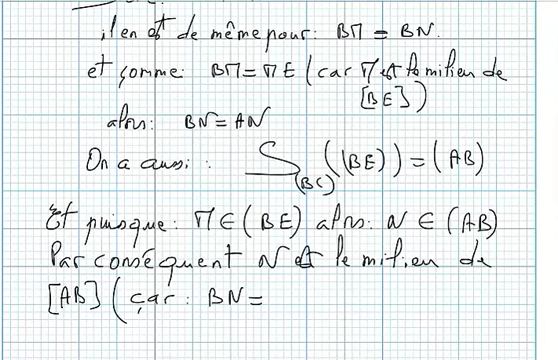 il en est de même pour : BM = BN.
et comme : BM = ME (car M est le milieu de
[BE])
alors : BN = AN
On a aussi : S(BC) ((BE)) = (AB)
Et puisque : M ∈ (BE) alors : N ∈ (AB)
Par conséquent N est le milieu de
[AB] (car : BN =